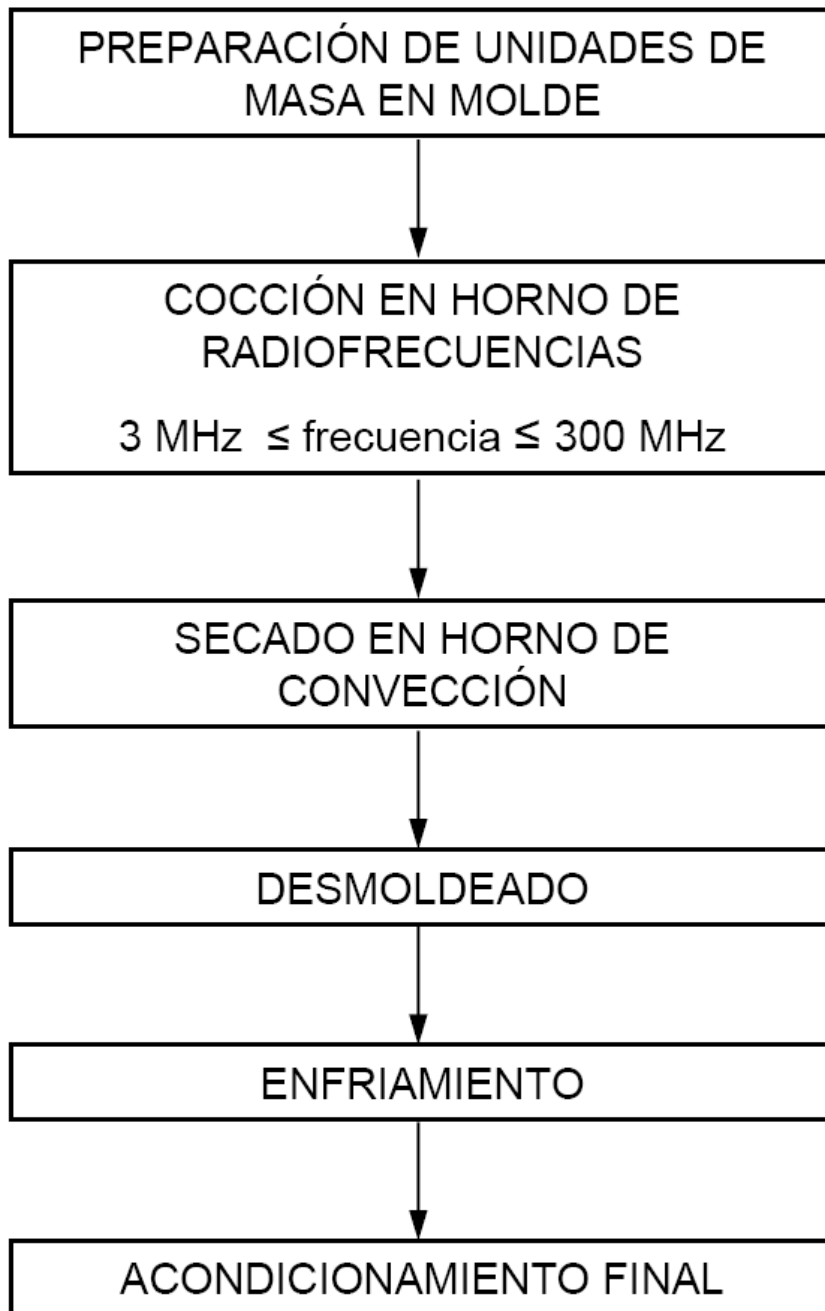 PREPARACIÓN DE UNIDADES DE
MASA EN MOLDE
COCCIÓN EN HORNO DE
RADIOFRECUENCIAS
3 MHz ≤ frecuencia ≤ 300 MHz
SECADO EN HORNO DE
CONVECCIÓN
DESMOLDEADO
ENFRIAMIENTO
ACONDICIONAMIENTO FINAL